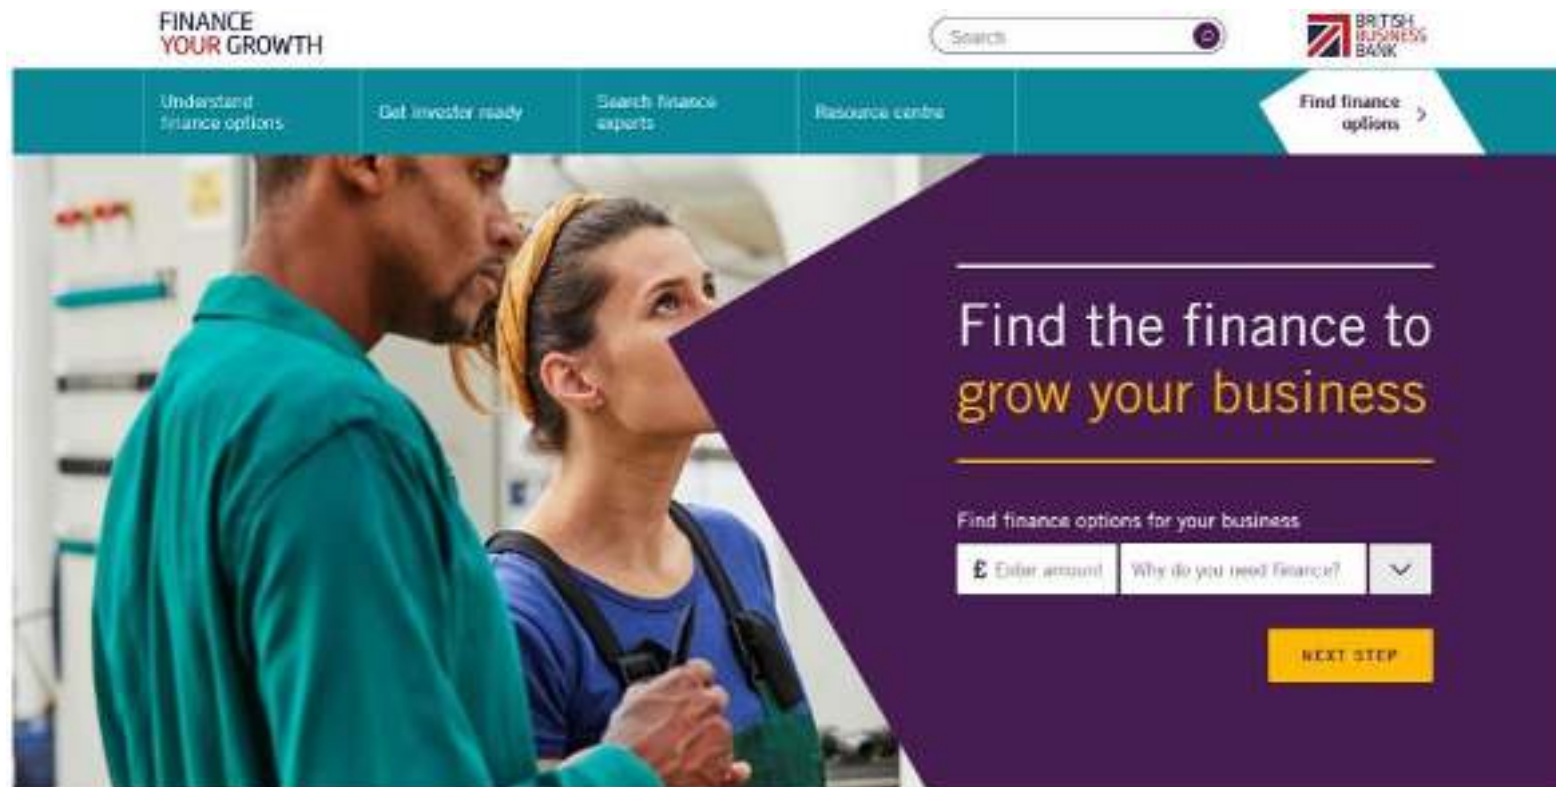 FINANCE
YOUR GROWTH
Search
BRITISH
BUSINESS
BANK
Understand
finance options
Get investor ready
Search finance
experts
Resource centre
Find finance
options
Find the finance to
grow your business
Find finance options for your business
£ Enter amount
Why do you need finance?
NEXT STEP